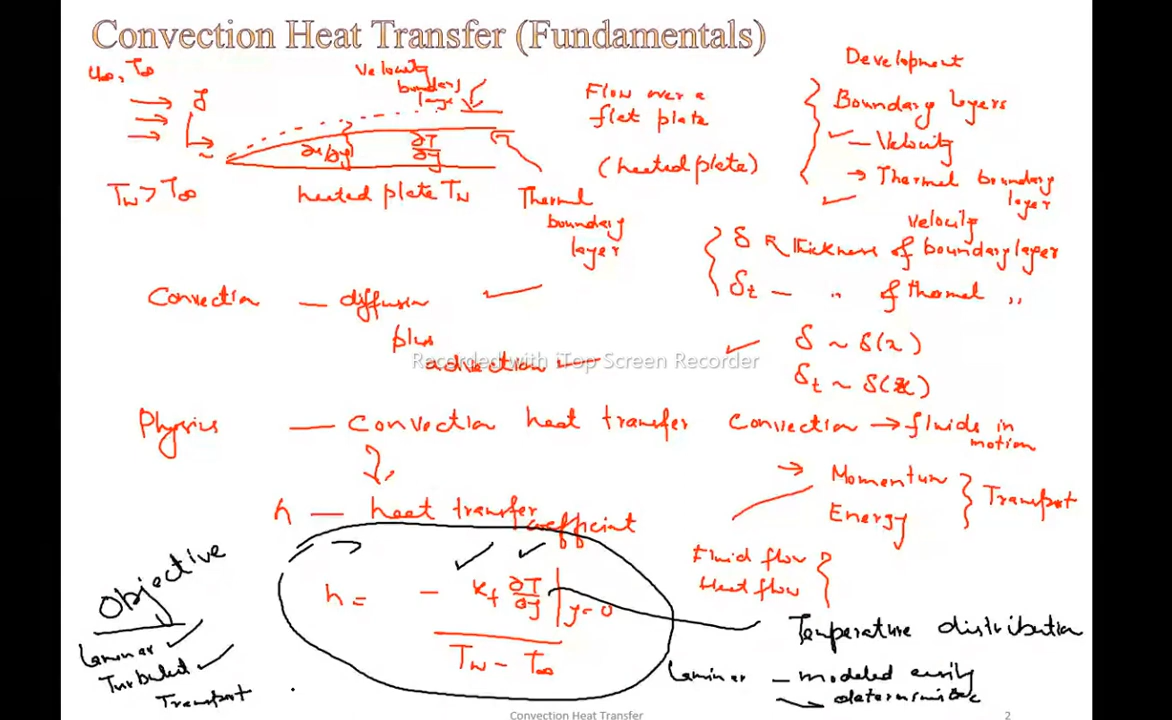 Convection Heat Transfer (Fundamentals)
u∞, T∞
y
Velocity
boundary
layer
∂u/∂y
∂T/∂y
Tw > T∞
heated plate Tw
Thermal
boundary
layer
Flow over a
flat plate
(heated plate)
Development
Boundary layers
– Velocity
→ Thermal boundary
layer
velocity
δ thickness of boundary layer
δt – " of thermal "
Convection – diffusion
plus
advection
Recorded with iTop Screen Recorder
δ ~ δ(x)
δt ~ δ(x)
Physics — Convection heat transfer
Convection → fluids in
motion
h — heat transfer
coefficient
→ Momentum
Energy
Transport
Fluid flow
Heat flow
h = – kf ∂T/∂y | y=0
Tw – T∞
Objective
Laminar
Turbulent
Transport
Temperature distribution
Laminar – modeled easily
→ deterministic
Convection Heat Transfer
2